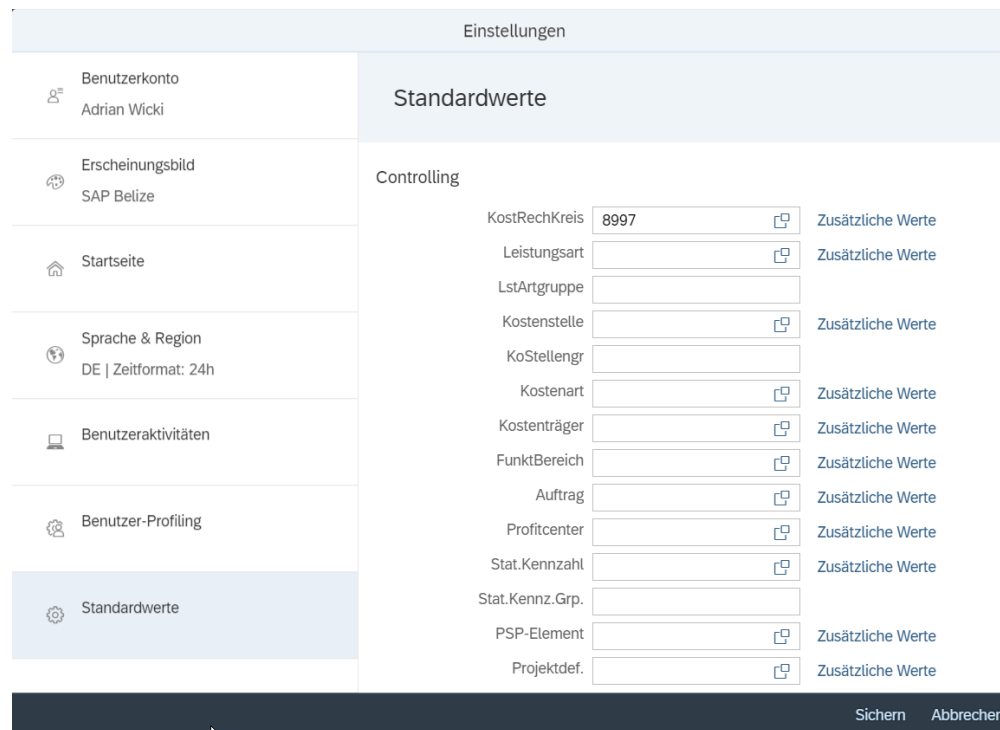 Einstellungen
Benutzerkonto
Adrian Wicki
Erscheinungsbild
SAP Belize
Startseite
Sprache & Region
DE | Zeitformat: 24h
Benutzeraktivitäten
Benutzer-Profiling
Standardwerte
Standardwerte
Controlling
KostRechKreis 8997 Zusätzliche Werte
Leistungsart Zusätzliche Werte
LstArtgruppe
Kostenstelle Zusätzliche Werte
KoStellengr
Kostenart Zusätzliche Werte
Kostenträger Zusätzliche Werte
FunktBereich Zusätzliche Werte
Auftrag Zusätzliche Werte
Profitcenter Zusätzliche Werte
Stat.Kennzahl Zusätzliche Werte
Stat.Kennz.Grp.
PSP-Element Zusätzliche Werte
Projektdef. Zusätzliche Werte
Sichern Abbrechen